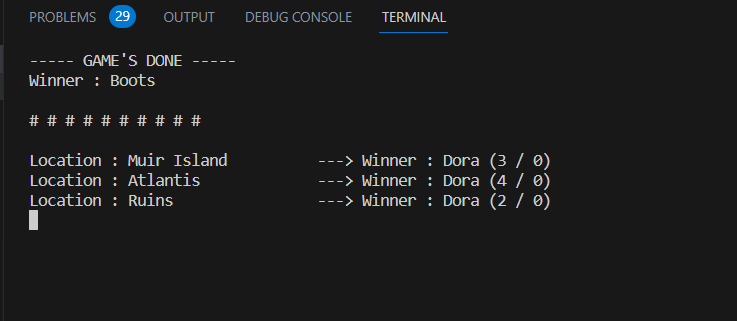 PROBLEMS 29 OUTPUT DEBUG CONSOLE TERMINAL
----- GAME'S DONE -----
Winner : Boots
# # # # # # # # # #
Location : Muir Island ---> Winner : Dora (3 / 0)
Location : Atlantis ---> Winner : Dora (4 / 0)
Location : Ruins ---> Winner : Dora (2 / 0)